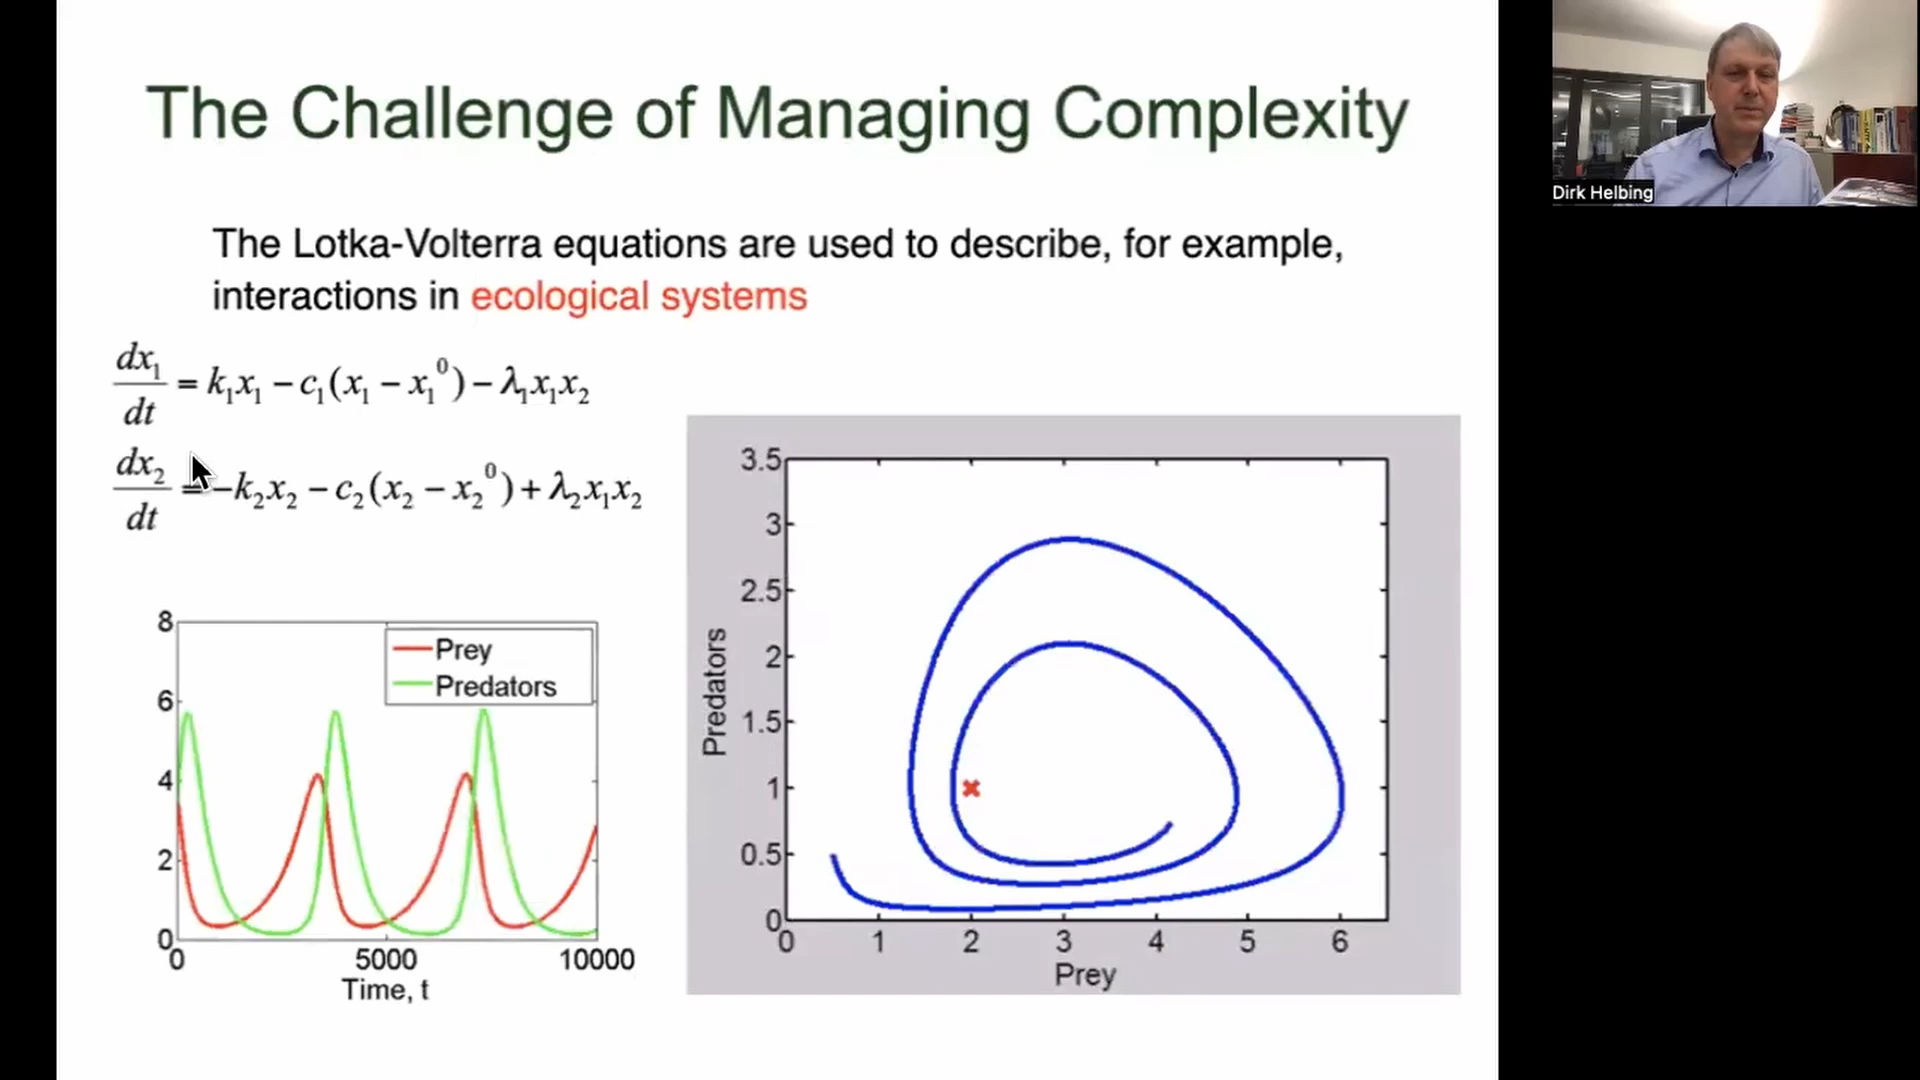 The Challenge of Managing Complexity
The Lotka-Volterra equations are used to describe, for example,
interactions in ecological systems
dx₁/dt = k₁x₁ − c₁(x₁ − x₁⁰) − λ₁x₁x₂
dx₂/dt = −k₂x₂ − c₂(x₂ − x₂⁰) + λ₂x₁x₂
8
6
4
2
0
Prey
Predators
0 5000 10000
Time, t
3.5
3
2.5
2
1.5
1
0.5
0
Predators
0 1 2 3 4 5 6
Prey
Dirk Helbing